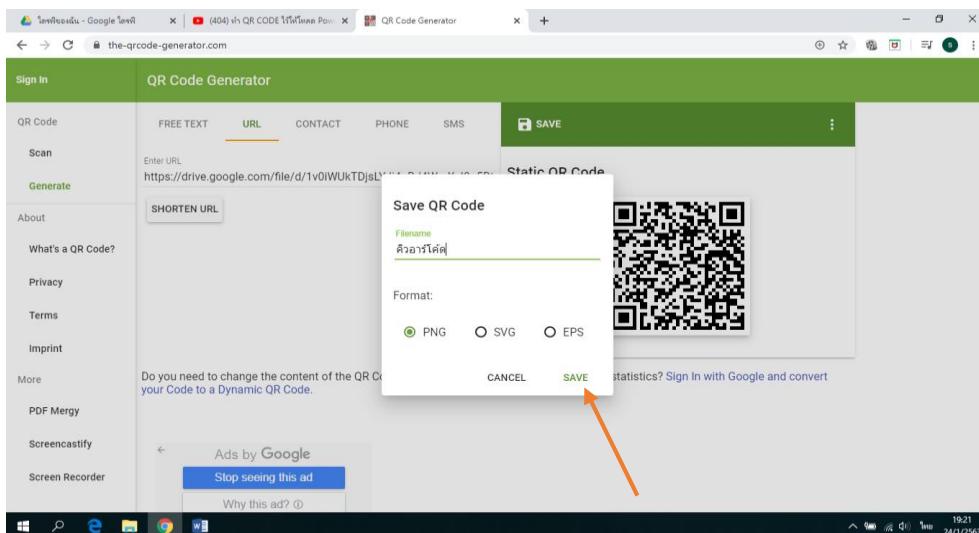 ไดรฟ์ของฉัน - Google ไดรฟ์
(404) ทำ QR CODE ให้โหลด Pow
QR Code Generator
the-qrcode-generator.com
Sign In
QR Code Generator
QR Code
Scan
Generate
About
What's a QR Code?
Privacy
Terms
Imprint
More
PDF Mergy
Screencastify
Screen Recorder
FREE TEXT URL CONTACT PHONE SMS
Enter URL
https://drive.google.com/file/d/1v0iWUkTDjsL
SHORTEN URL
SAVE
Static QR Code
Save QR Code
Filename
คิวอาร์โค้ด
Format:
PNG SVG EPS
CANCEL SAVE
Do you need to change the content of the QR statistics? Sign In with Google and convert
your Code to a Dynamic QR Code.
Ads by Google
Stop seeing this ad
Why this ad?
ไทย
19:21
24/1/256